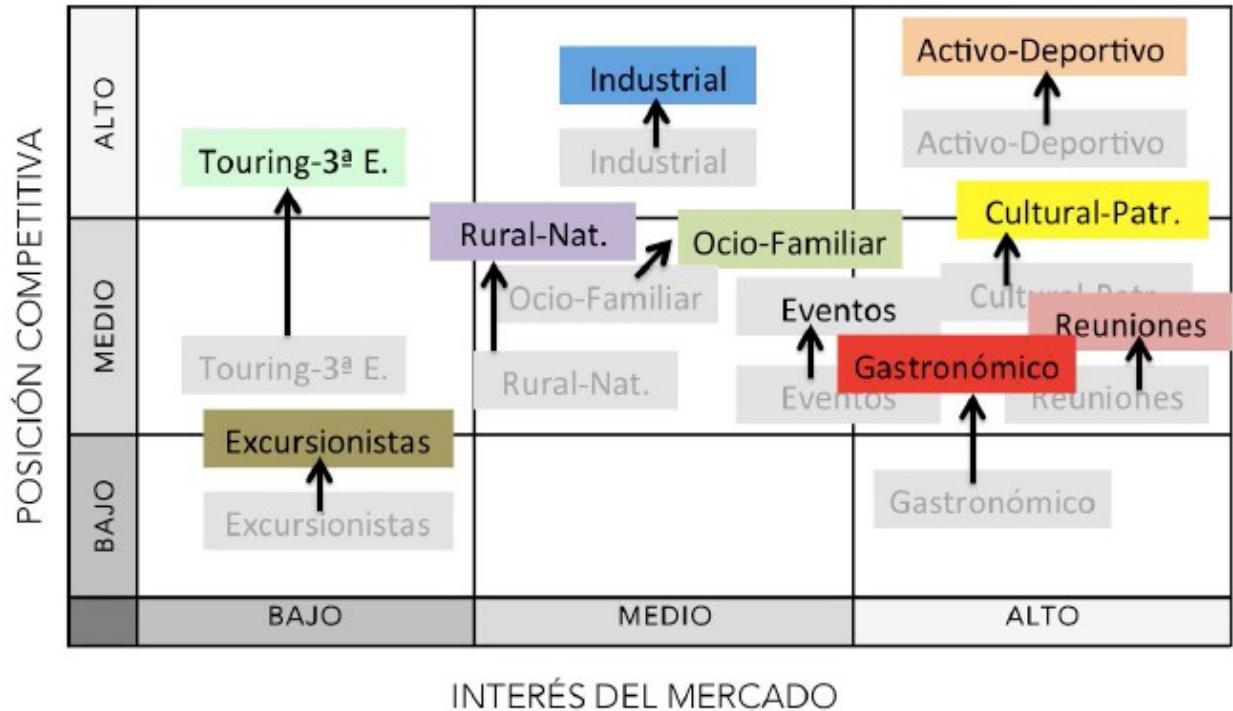 POSICIÓN COMPETITIVA
ALTO
MEDIO
BAJO
Industrial
Activo-Deportivo
Industrial
Activo-Deportivo
Touring-3ª E.
Rural-Nat.
Ocio-Familiar
Cultural-Patr.
Ocio-Familiar
Cultural-Patr.
Eventos
Reuniones
Touring-3ª E.
Rural-Nat.
Gastronómico
Eventos
Reuniones
Excursionistas
Excursionistas
Gastronómico
BAJO
MEDIO
ALTO
INTERÉS DEL MERCADO